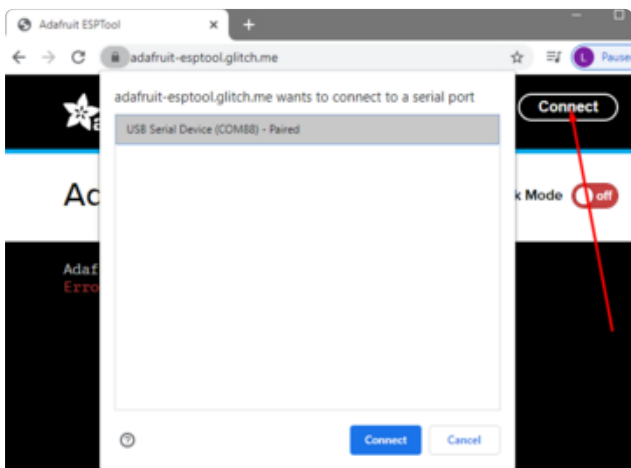 Adafruit ESPTool
adafruit-esptool.glitch.me
L
Pause
adafruit-esptool.glitch.me wants to connect to a serial port
USB Serial Device (COM88) - Paired
Connect
Ac
k Mode
off
Adaf
Erro
Connect
Cancel